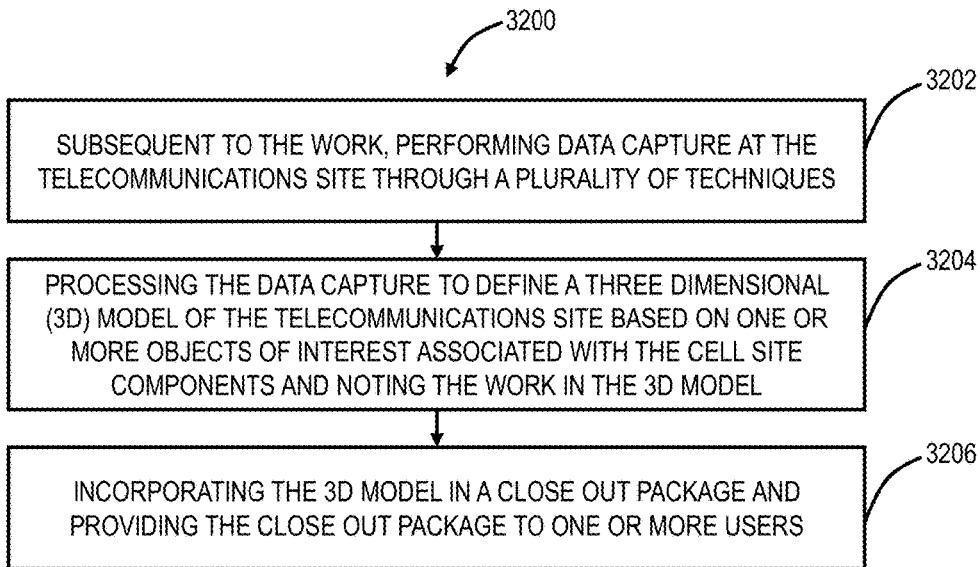 3200
3202
SUBSEQUENT TO THE WORK, PERFORMING DATA CAPTURE AT THE
TELECOMMUNICATIONS SITE THROUGH A PLURALITY OF TECHNIQUES
3204
PROCESSING THE DATA CAPTURE TO DEFINE A THREE DIMENSIONAL
(3D) MODEL OF THE TELECOMMUNICATIONS SITE BASED ON ONE OR
MORE OBJECTS OF INTEREST ASSOCIATED WITH THE CELL SITE
COMPONENTS AND NOTING THE WORK IN THE 3D MODEL
3206
INCORPORATING THE 3D MODEL IN A CLOSE OUT PACKAGE AND
PROVIDING THE CLOSE OUT PACKAGE TO ONE OR MORE USERS